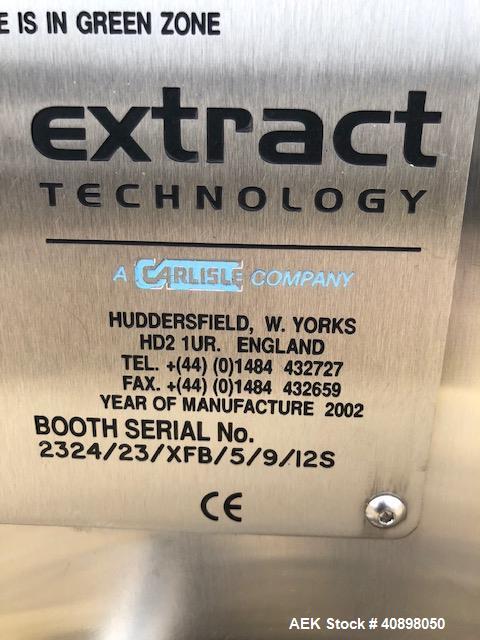 E IS IN GREEN ZONE
extract
TECHNOLOGY
A CARLISLE COMPANY
HUDDERSFIELD, W. YORKS
HD2 1UR. ENGLAND
TEL. +(44) (0)1484 432727
FAX. +(44) (0)1484 432659
YEAR OF MANUFACTURE 2002
BOOTH SERIAL No.
2324/23/XFB/5/9/12S
CE
AEK Stock # 40898050